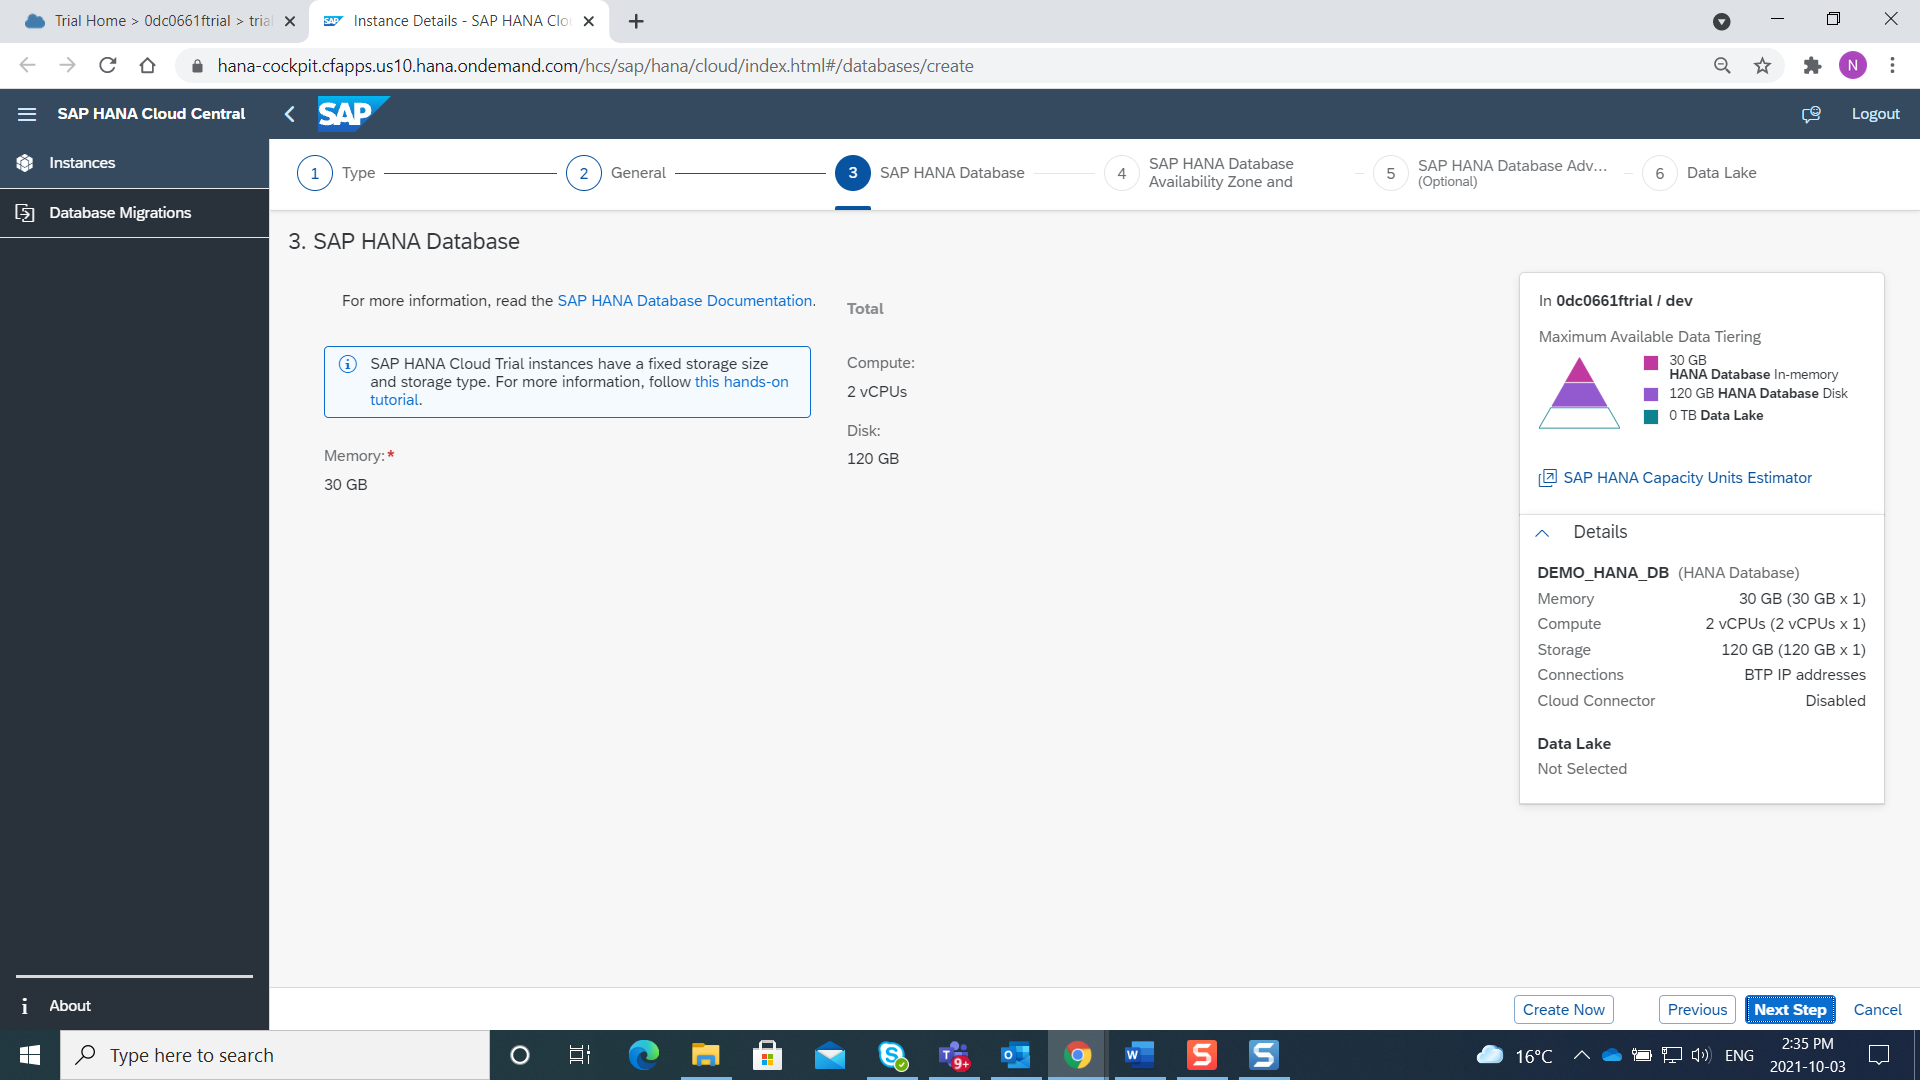 Trial Home > 0dc0661ftrial > trial
Instance Details - SAP HANA Clo
hana-cockpit.cfapps.us10.hana.ondemand.com/hcs/sap/hana/cloud/index.html#/databases/create
N
SAP HANA Cloud Central
SAP
Logout
Instances
Database Migrations
1 Type
2 General
3 SAP HANA Database
4 SAP HANA Database
Availability Zone and
5 SAP HANA Database Adv...
(Optional)
6 Data Lake
3. SAP HANA Database
For more information, read the SAP HANA Database Documentation.
SAP HANA Cloud Trial instances have a fixed storage size
and storage type. For more information, follow this hands-on
tutorial.
Memory:*
30 GB
Total
Compute:
2 vCPUs
Disk:
120 GB
In 0dc0661ftrial / dev
Maximum Available Data Tiering
30 GB
HANA Database In-memory
120 GB HANA Database Disk
0 TB Data Lake
SAP HANA Capacity Units Estimator
Details
DEMO_HANA_DB (HANA Database)
Memory 30 GB (30 GB x 1)
Compute 2 vCPUs (2 vCPUs x 1)
Storage 120 GB (120 GB x 1)
Connections BTP IP addresses
Cloud Connector Disabled
Data Lake
Not Selected
About
Create Now
Previous
Next Step
Cancel
Type here to search
9+
16°C
ENG
2:35 PM
2021-10-03